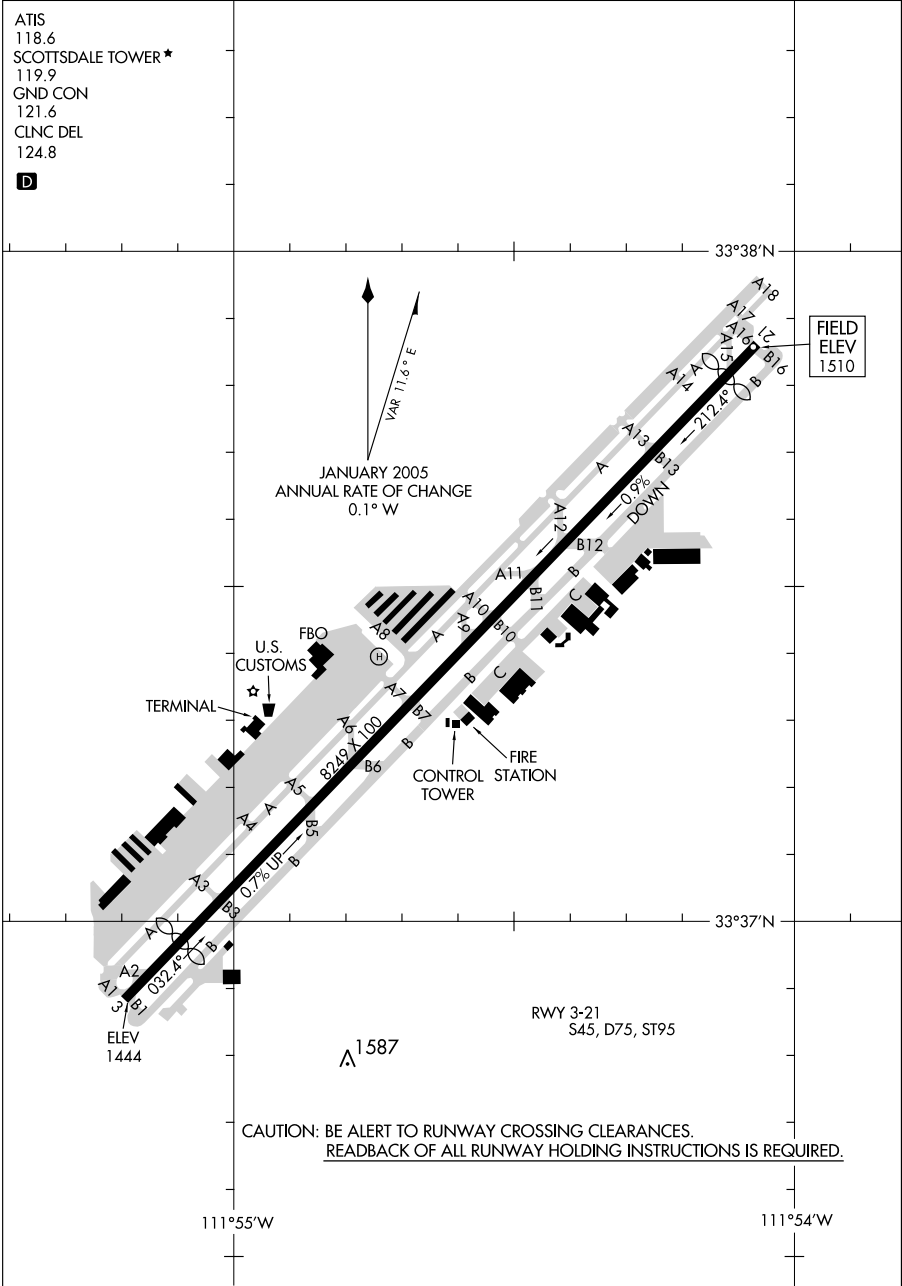 ATIS
118.6
SCOTTSDALE TOWER★
119.9
GND CON
121.6
CLNC DEL
124.8
D
33°38'N
VAR 11.6° E
JANUARY 2005
ANNUAL RATE OF CHANGE
0.1° W
A18
A17
A16
21
A15
B16
FIELD
ELEV
1510
A
B
A14
212.4°
A13
B13
A
0.9%
DOWN
A12
B12
A11
B
B11
C
A10
A9
B10
A8
A
H
FBO
U.S.
CUSTOMS
TERMINAL
B
C
A7
B7
A6
8249 X 100
B
B6
CONTROL
TOWER
FIRE
STATION
A5
A
A4
B5
0.7% UP
B
A3
B3
33°37'N
A
B
032.4°
A2
A1
3
B1
ELEV
1444
RWY 3-21
S45, D75, ST95
1587
CAUTION: BE ALERT TO RUNWAY CROSSING CLEARANCES.
READBACK OF ALL RUNWAY HOLDING INSTRUCTIONS IS REQUIRED.
111°55'W
111°54'W